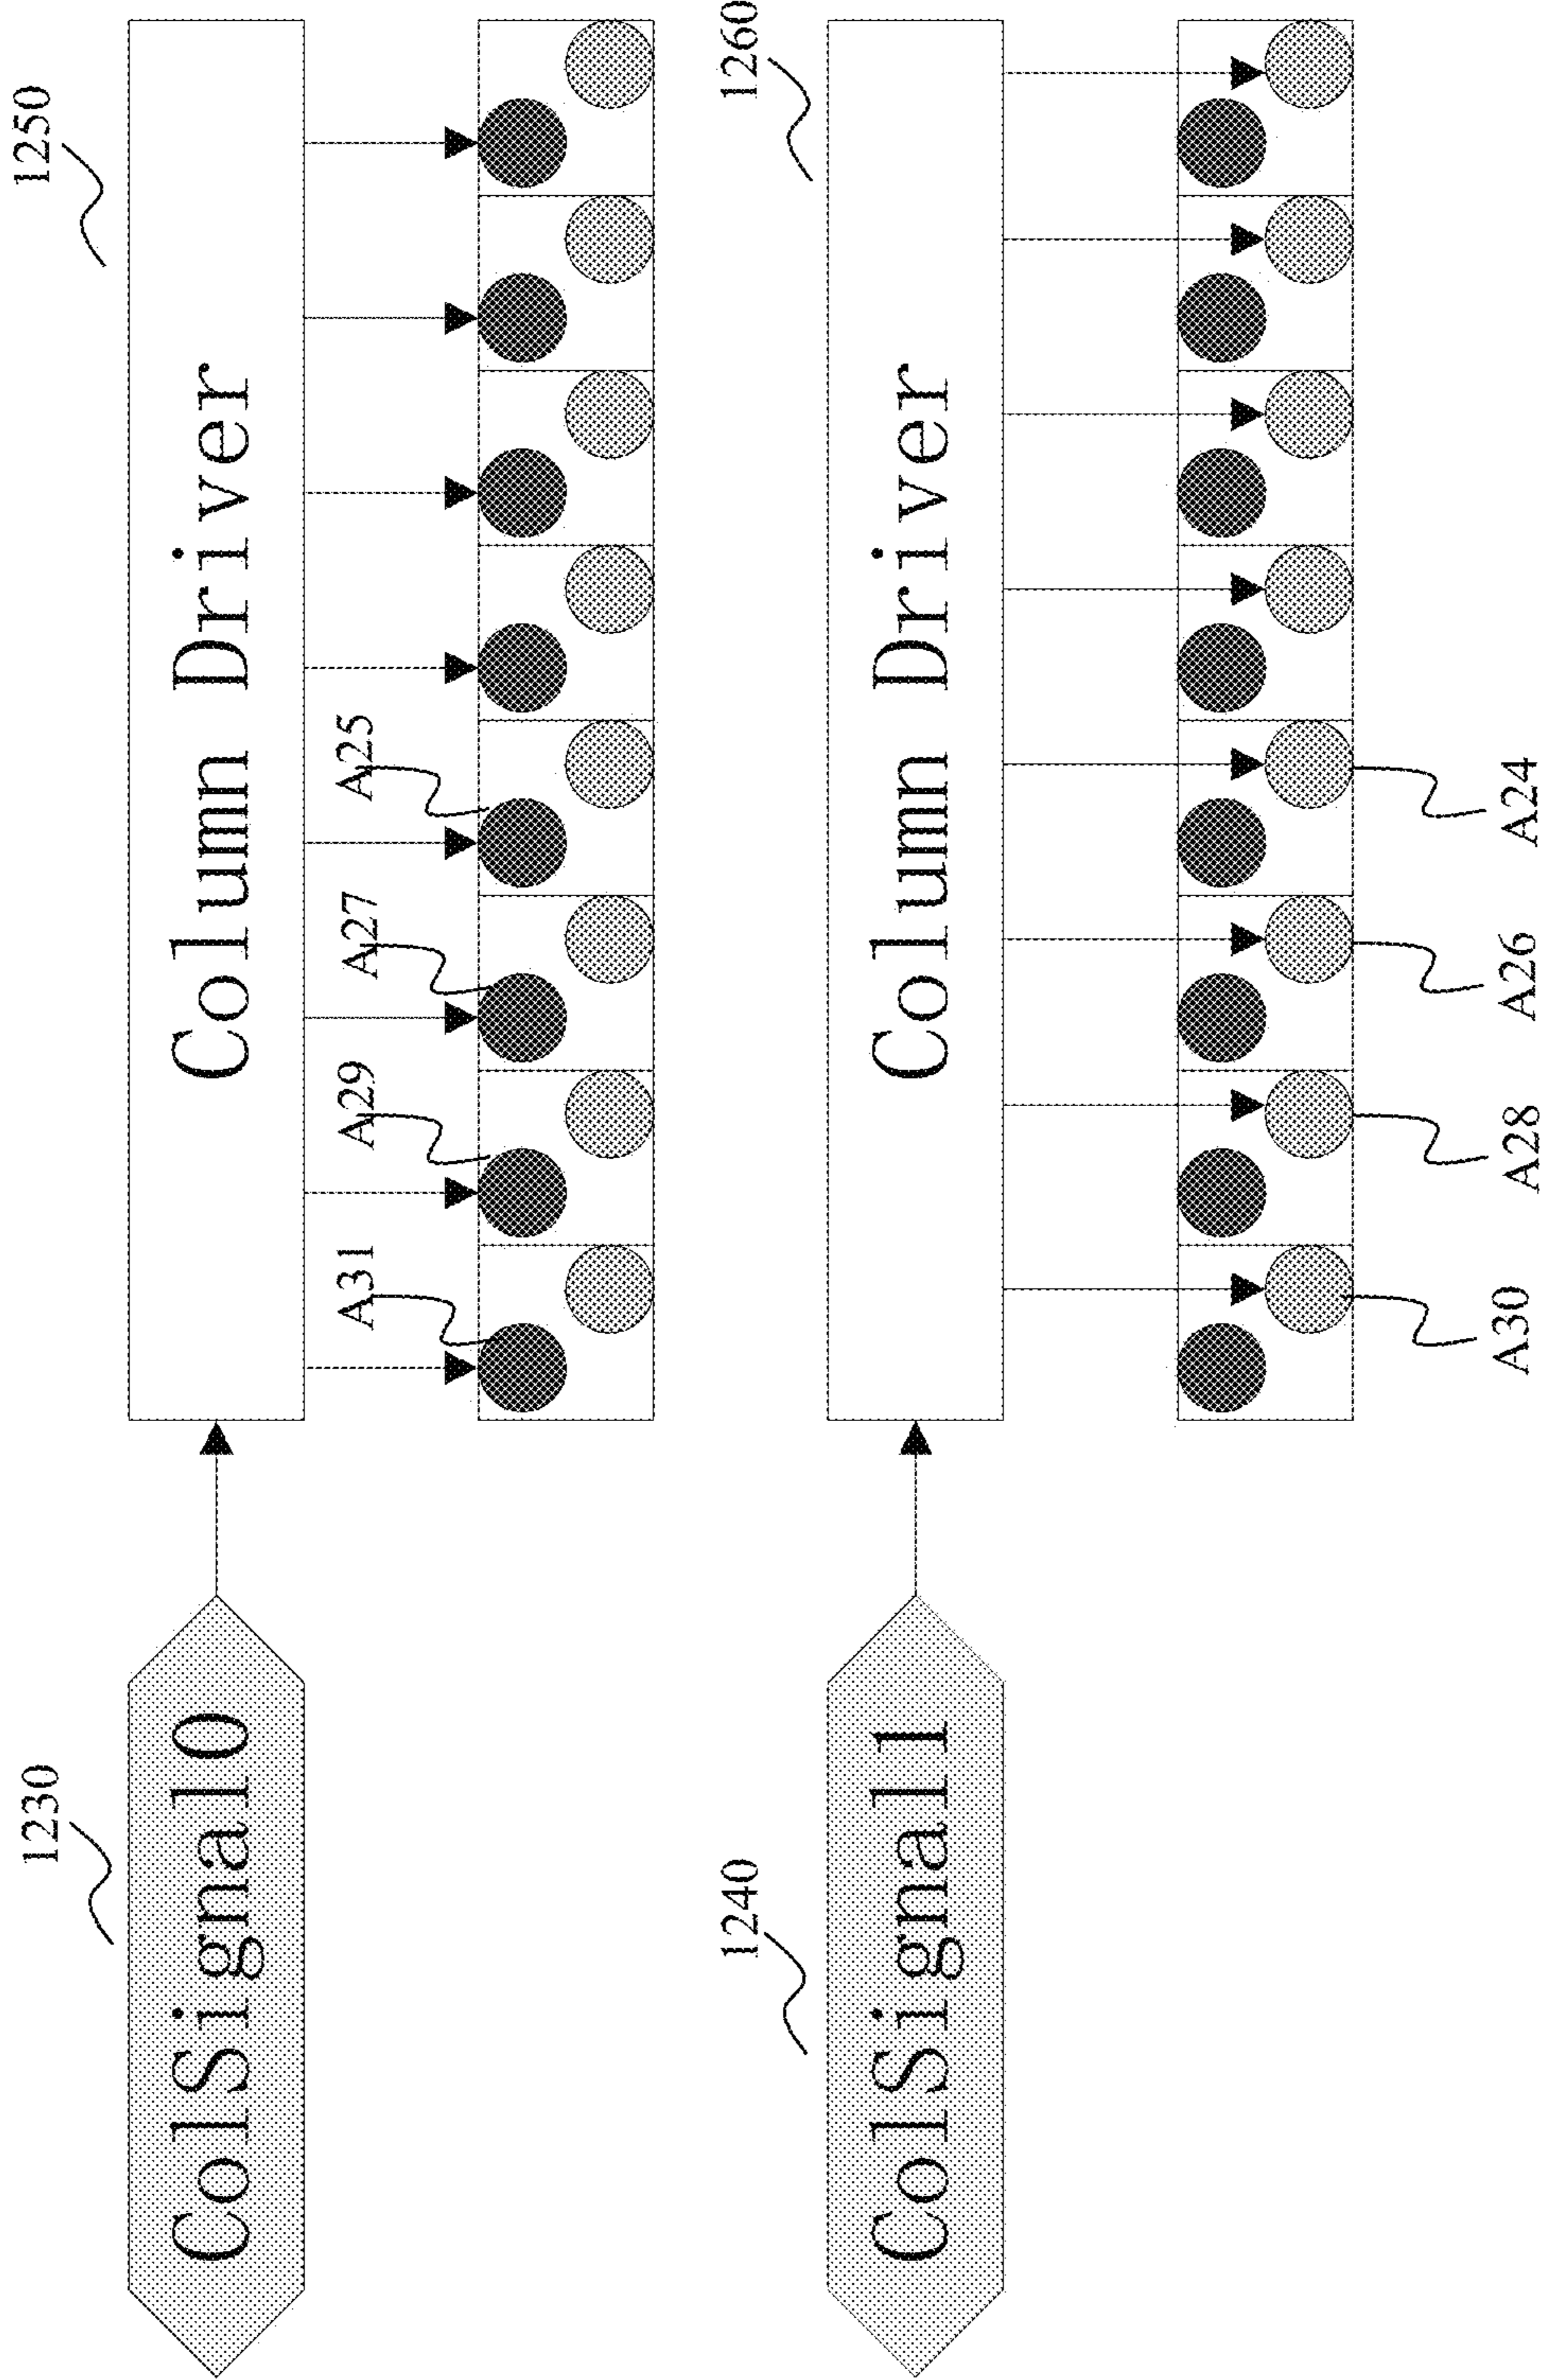 1230
1250
ColSignal0
Column Driver
A31
A29
A27
A25
1240
1260
ColSignal1
Column Driver
A30
A28
A26
A24